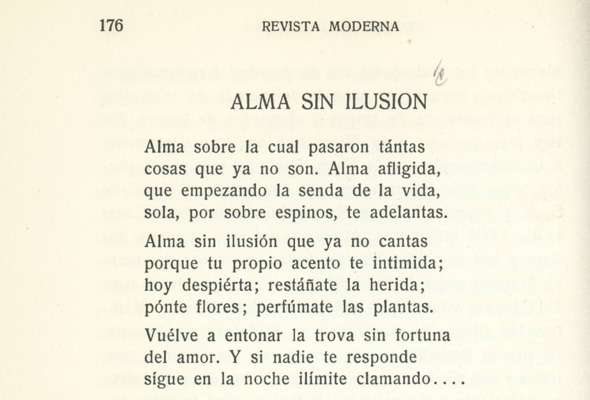 176
REVISTA MODERNA
ALMA SIN ILUSION
Alma sobre la cual pasaron tántas
cosas que ya no son. Alma afligida,
que empezando la senda de la vida,
sola, por sobre espinos, te adelantas.
Alma sin ilusión que ya no cantas
porque tu propio acento te intimida;
hoy despiérta; restáñate la herida;
pónte flores; perfúmate las plantas.
Vuélve a entonar la trova sin fortuna
del amor. Y si nadie te responde
sígue en la noche ilímite clamando....